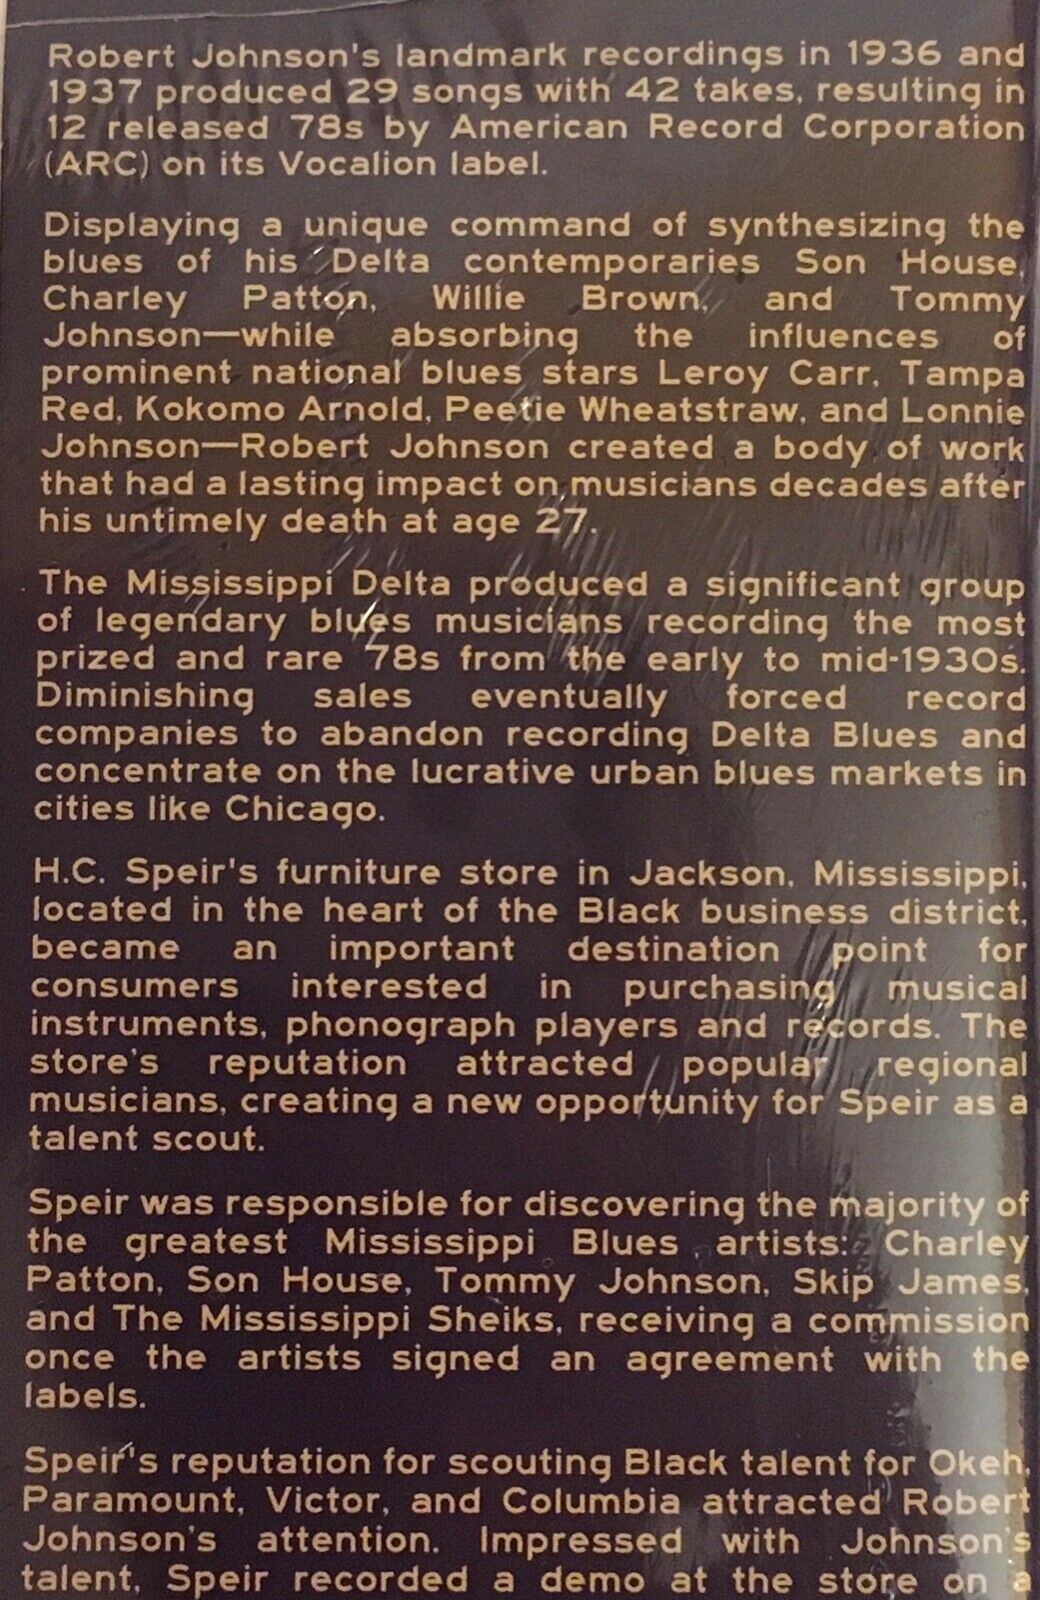 Robert Johnson's landmark recordings in 1936 and
1937 produced 29 songs with 42 takes, resulting in
12 released 78s by American Record Corporation
(ARC) on its Vocalion label.
Displaying a unique command of synthesizing the
blues of his Delta contemporaries Son House,
Charley Patton, Willie Brown, and Tommy
Johnson—while absorbing the influences of
prominent national blues stars Leroy Carr, Tampa
Red, Kokomo Arnold, Peetie Wheatstraw, and Lonnie
Johnson—Robert Johnson created a body of work
that had a lasting impact on musicians decades after
his untimely death at age 27.
The Mississippi Delta produced a significant group
of legendary blues musicians recording the most
prized and rare 78s from the early to mid-1930s.
Diminishing sales eventually forced record
companies to abandon recording Delta Blues and
concentrate on the lucrative urban blues markets in
cities like Chicago.
H.C. Speir's furniture store in Jackson, Mississippi,
located in the heart of the Black business district,
became an important destination point for
consumers interested in purchasing musical
instruments, phonograph players and records. The
store's reputation attracted popular regional
musicians, creating a new opportunity for Speir as a
talent scout.
Speir was responsible for discovering the majority of
the greatest Mississippi Blues artists: Charley
Patton, Son House, Tommy Johnson, Skip James,
and The Mississippi Sheiks, receiving a commission
once the artists signed an agreement with the
labels.
Speir's reputation for scouting Black talent for Okeh,
Paramount, Victor, and Columbia attracted Robert
Johnson's attention. Impressed with Johnson's
talent, Speir recorded a demo at the store on a